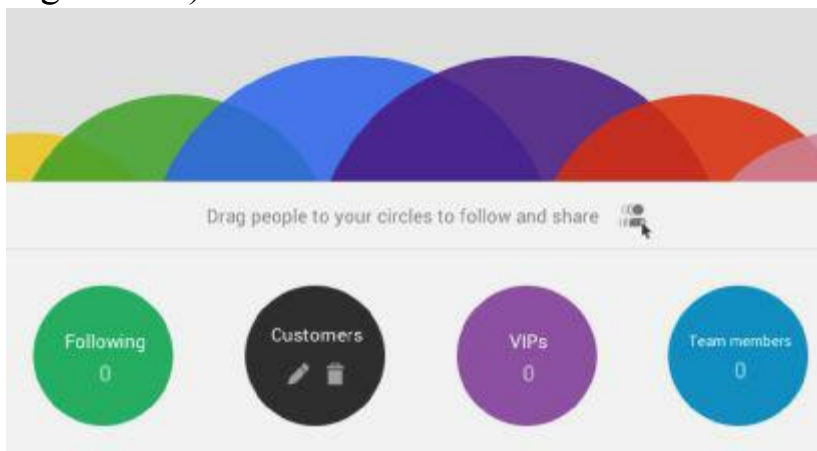 Drag people to your circles to follow and share
Following
0
Customers
VIPs
0
Team members
0